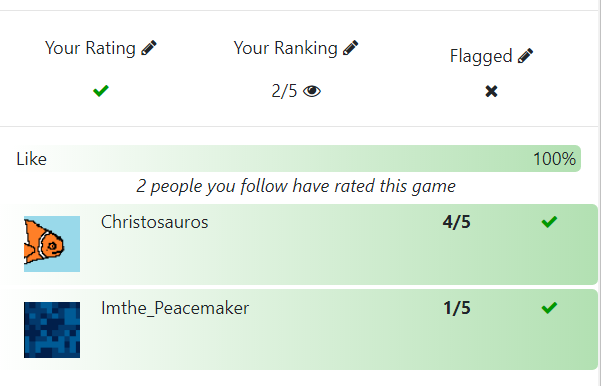 Your Rating
Your Ranking
Flagged
2/5
Like 100%
2 people you follow have rated this game
Christosauros 4/5
Imthe_Peacemaker 1/5